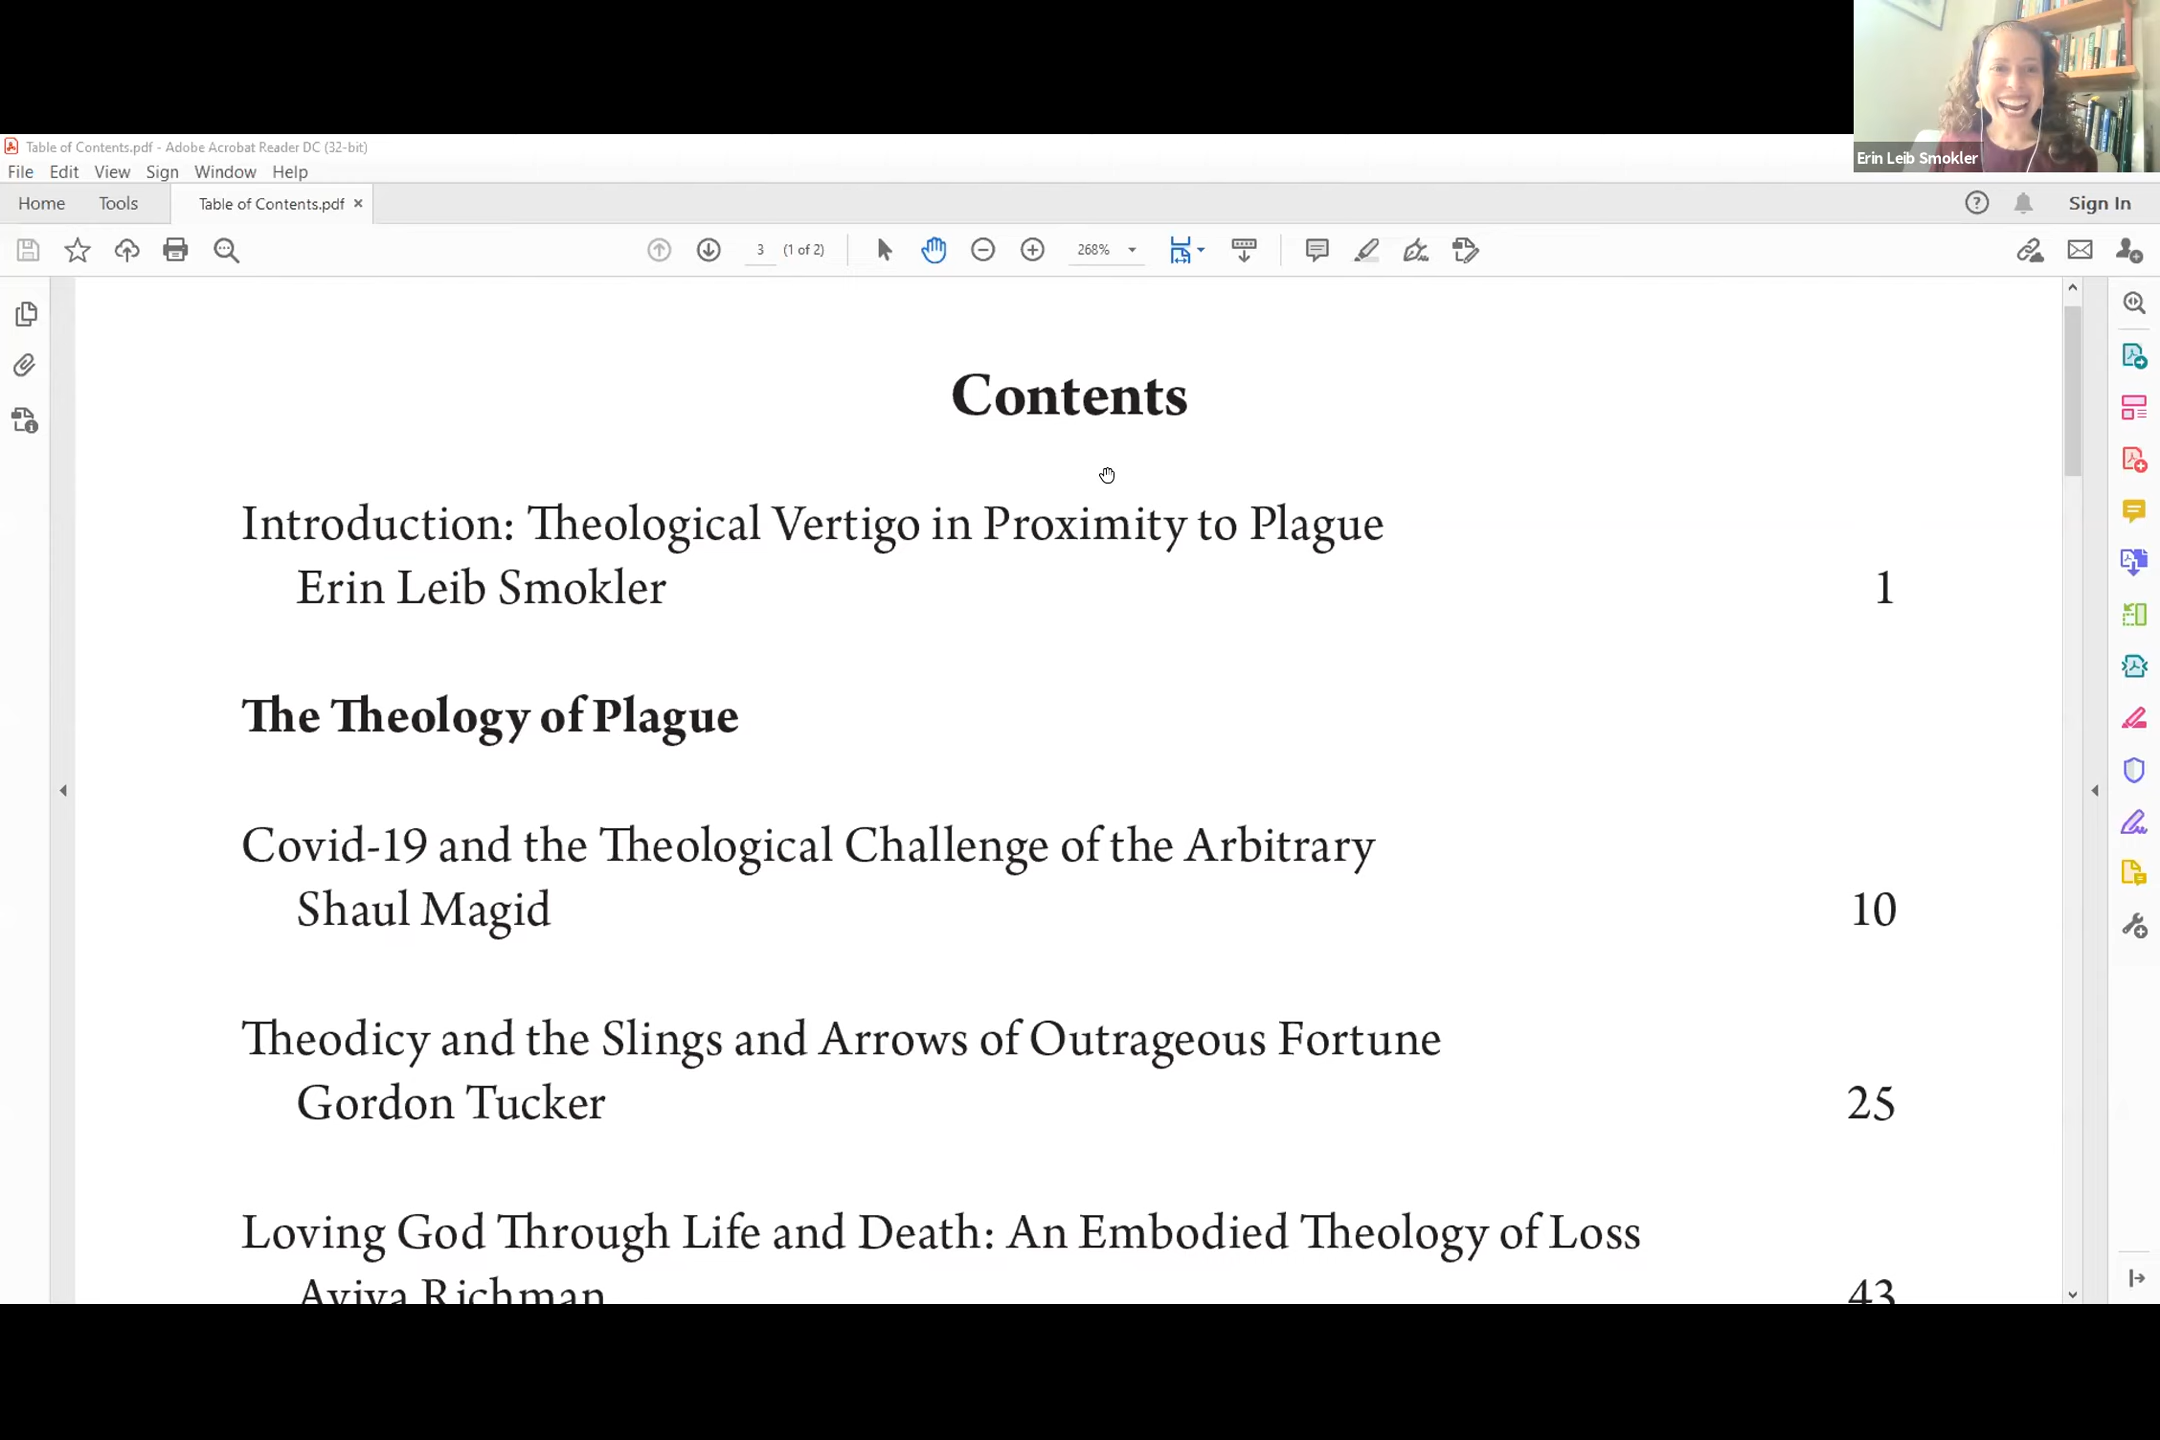 Erin Leib Smokler
Table of Contents.pdf - Adobe Acrobat Reader DC (32-bit)
File Edit View Sign Window Help
Home Tools Table of Contents.pdf × Sign In
3 (1 of 2) 268%
Contents
Introduction: Theological Vertigo in Proximity to Plague
Erin Leib Smokler 1
The Theology of Plague
Covid-19 and the Theological Challenge of the Arbitrary
Shaul Magid 10
Theodicy and the Slings and Arrows of Outrageous Fortune
Gordon Tucker 25
Loving God Through Life and Death: An Embodied Theology of Loss
Aviva Richman 43